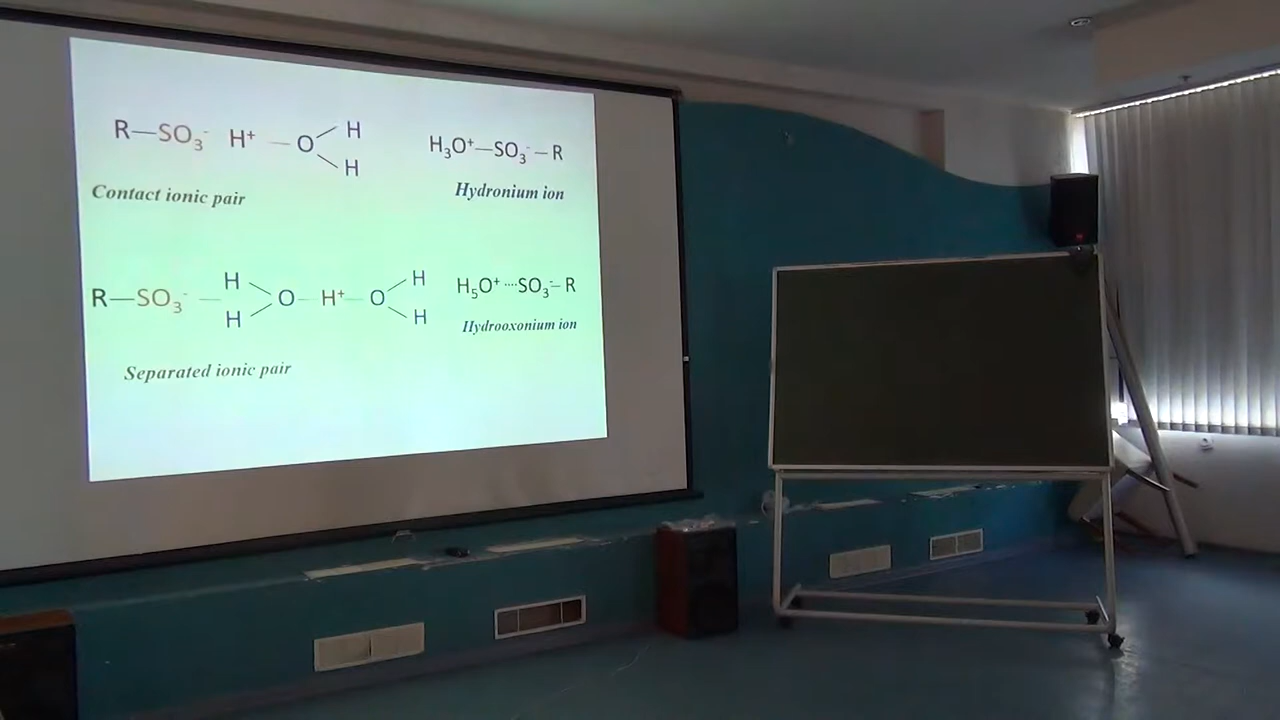 R—SO₃⁻ H⁺ — O H H
H₃O⁺—SO₃⁻—R
Contact ionic pair
Hydronium ion
R—SO₃⁻ — H H O — H⁺ — O H H
H₅O⁺····SO₃⁻—R
Hydrooxonium ion
Separated ionic pair